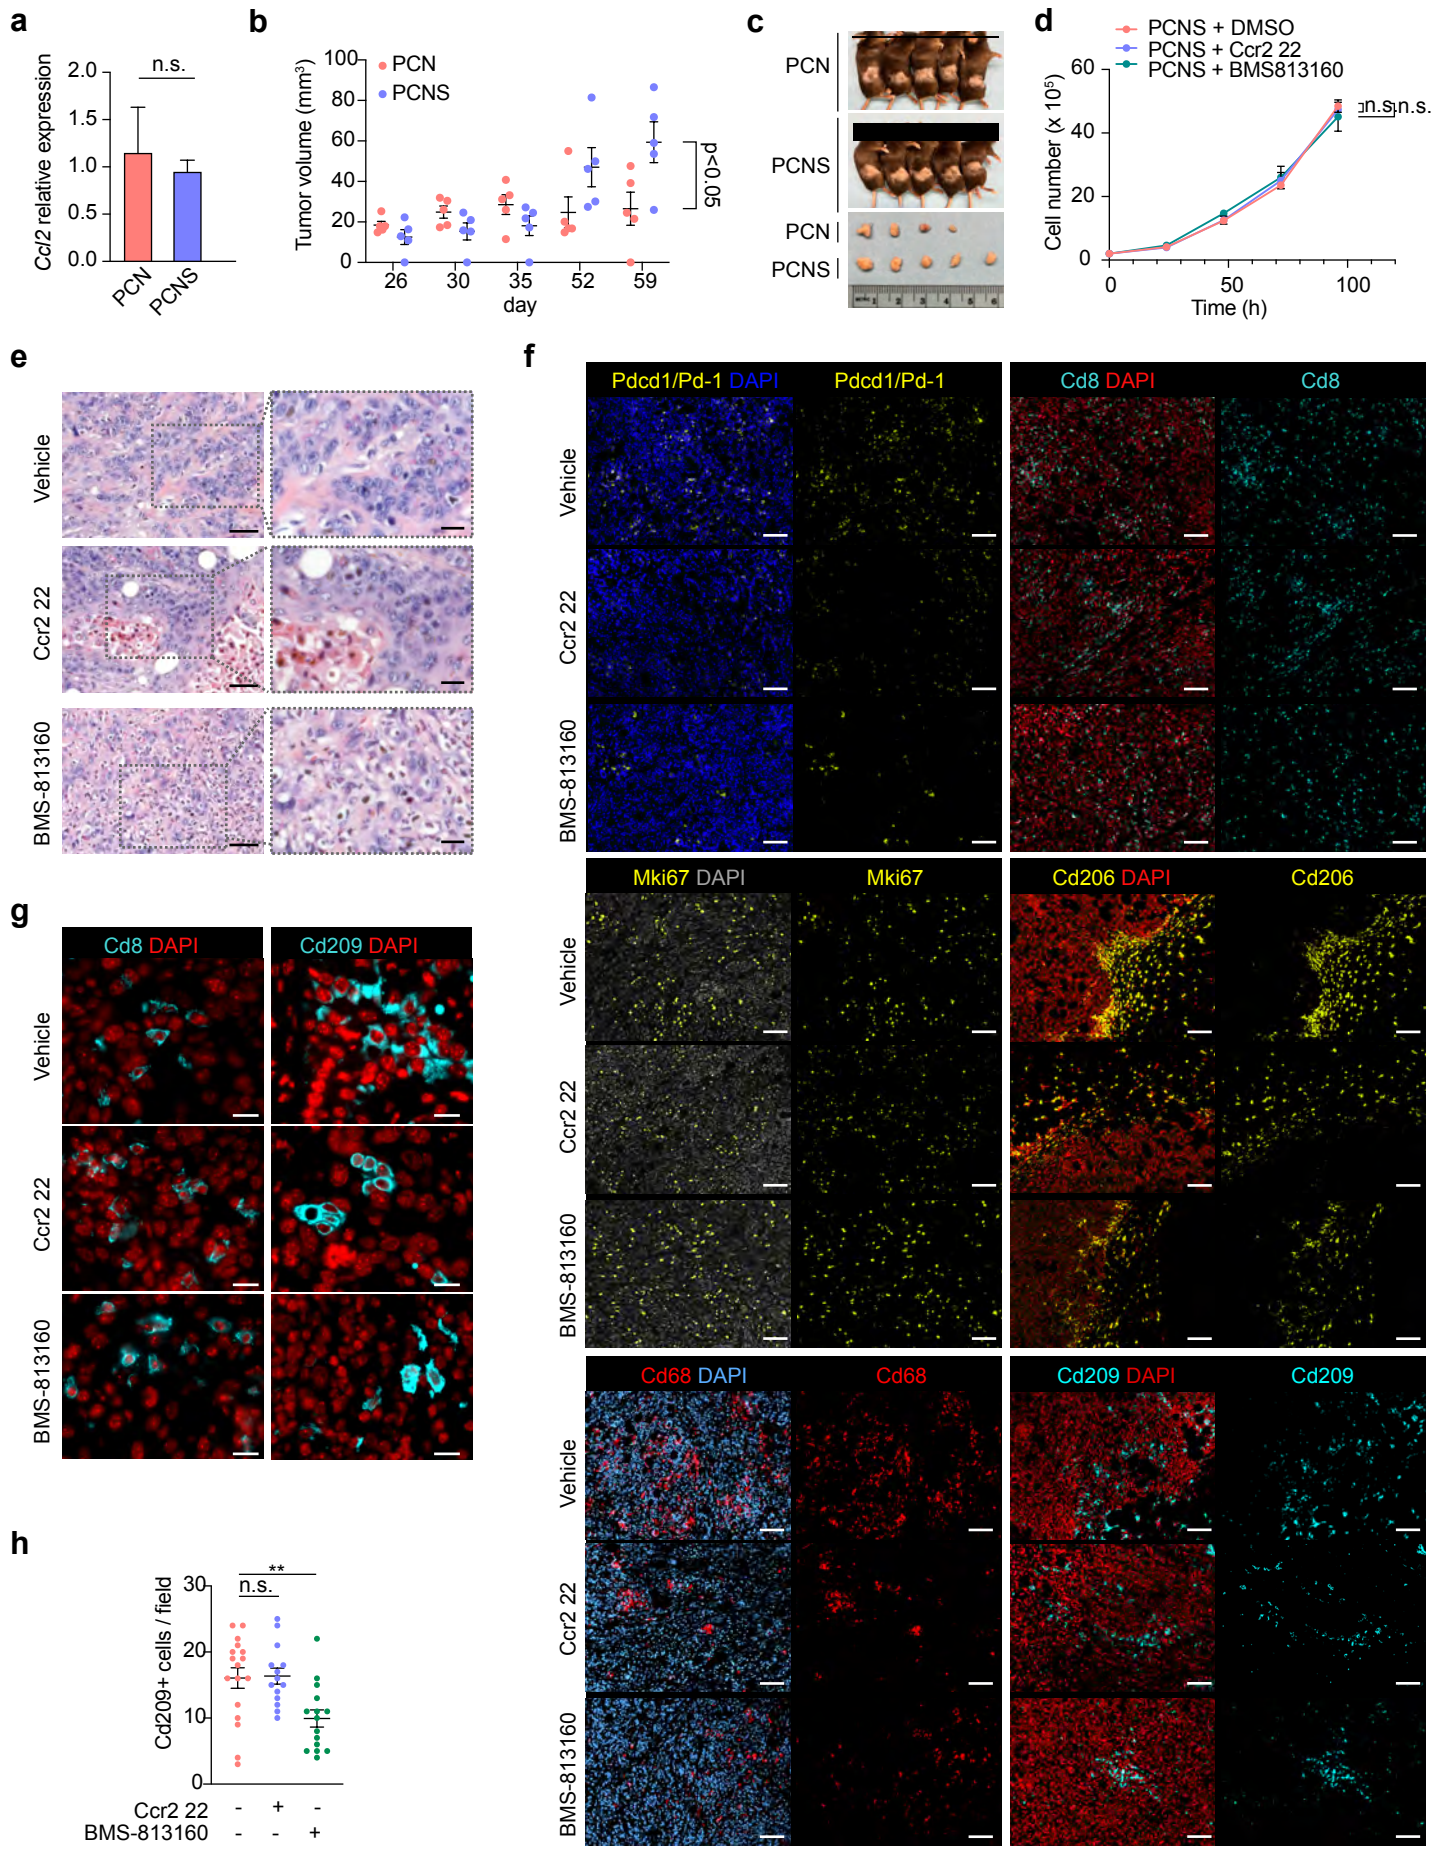 a
Ccl2 relative expression
2.0
1.5
1.0
0.5
0.0
n.s.
PCN
PCNS
b
Tumor volume (mm³)
100
80
60
40
20
0
PCN
PCNS
p<0.05
26 30 35 52 59
day
c
PCN
PCNS
PCN
PCNS
1 2 3 4 5 6
d
PCNS + DMSO
PCNS + Ccr2 22
PCNS + BMS813160
Cell number (x 10⁵)
60
40
20
0
n.s. n.s.
0 50 100
Time (h)
e
Vehicle
Ccr2 22
BMS-813160
f
Pdcd1/Pd-1 DAPI Pdcd1/Pd-1 Cd8 DAPI Cd8
Vehicle
Ccr2 22
BMS-813160
Mki67 DAPI Mki67 Cd206 DAPI Cd206
Vehicle
Ccr2 22
BMS-813160
Cd68 DAPI Cd68 Cd209 DAPI Cd209
Vehicle
Ccr2 22
BMS-813160
g
Cd8 DAPI Cd209 DAPI
Vehicle
Ccr2 22
BMS-813160
h
Cd209+ cells / field
30
20
10
0
**
n.s.
Ccr2 22 - + -
BMS-813160 - - +